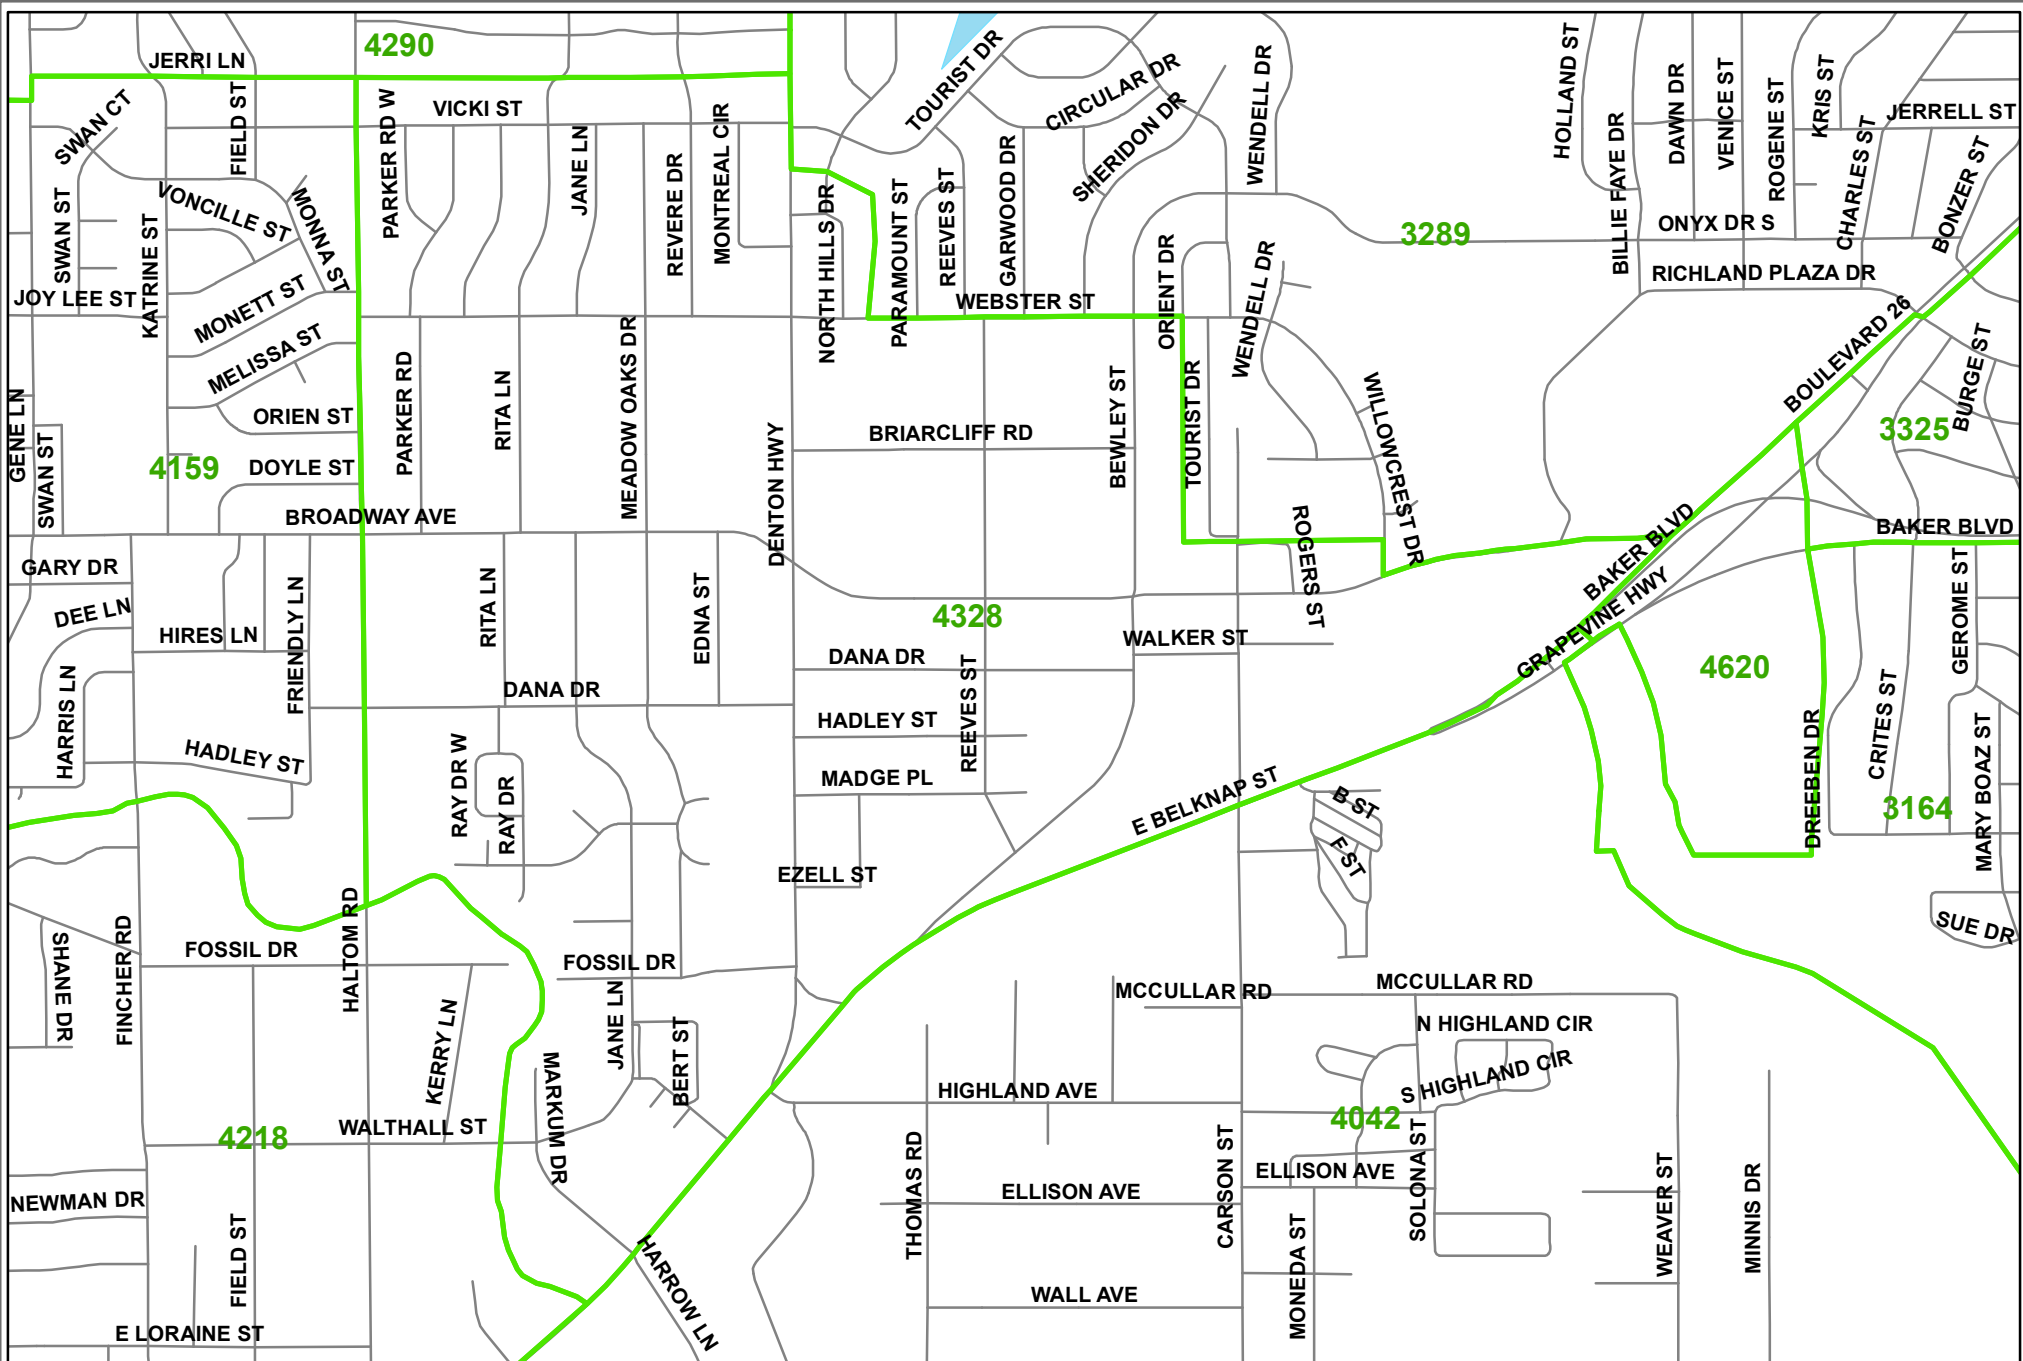 4290
JERRI LN
TOURIST DR
CIRCULAR DR
WENDELL DR
HOLLAND ST
DAWN DR
VENICE ST
ROGENE ST
KRIS ST
JERRELL ST
SWAN CT
FIELD ST
PARKER RD W
VICKI ST
JANE LN
REVERE DR
MONTREAL CIR
SHERIDON DR
BILLIE FAYE DR
CHARLES ST
BONZER ST
SWAN ST
VONCILLE ST
MONNA ST
KATRINE ST
NORTH HILLS DR
PARAMOUNT ST
REEVES ST
GARWOOD DR
ORIENT DR
WENDELL DR
3289
ONYX DR S
RICHLAND PLAZA DR
JOY LEE ST
MONETT ST
WEBSTER ST
MELISSA ST
BOULEVARD 26
BURGE ST
GENE LN
SWAN ST
ORIEN ST
PARKER RD
RITA LN
MEADOW OAKS DR
DENTON HWY
BRIARCLIFF RD
BEWLEY ST
TOURIST DR
WILLOWCREST DR
3325
4159
DOYLE ST
BROADWAY AVE
BAKER BLVD
BAKER BLVD
GARY DR
DEE LN
HIRES LN
FRIENDLY LN
RITA LN
EDNA ST
4328
ROGERS ST
GRAPEVINE HWY
GEROME ST
WALKER ST
DANA DR
REEVES ST
4620
HARRIS LN
DANA DR
HADLEY ST
CRITES ST
MARY BOAZ ST
HADLEY ST
RAY DR W
RAY DR
MADGE PL
E BELKNAP ST
B ST
F ST
DREEBEN DR
3164
EZELL ST
SHANE DR
FINCHER RD
FOSSIL DR
HALTOM RD
FOSSIL DR
SUE DR
KERRY LN
JANE LN
BERT ST
MCCULLAR RD
MCCULLAR RD
N HIGHLAND CIR
S HIGHLAND CIR
MARKUM DR
HIGHLAND AVE
4042
4218
WALTHALL ST
THOMAS RD
CARSON ST
ELLISON AVE
SOLONA ST
WEAVER ST
MINNIS DR
NEWMAN DR
ELLISON AVE
FIELD ST
HARROW LN
MONEDA ST
WALL AVE
E LORAINE ST